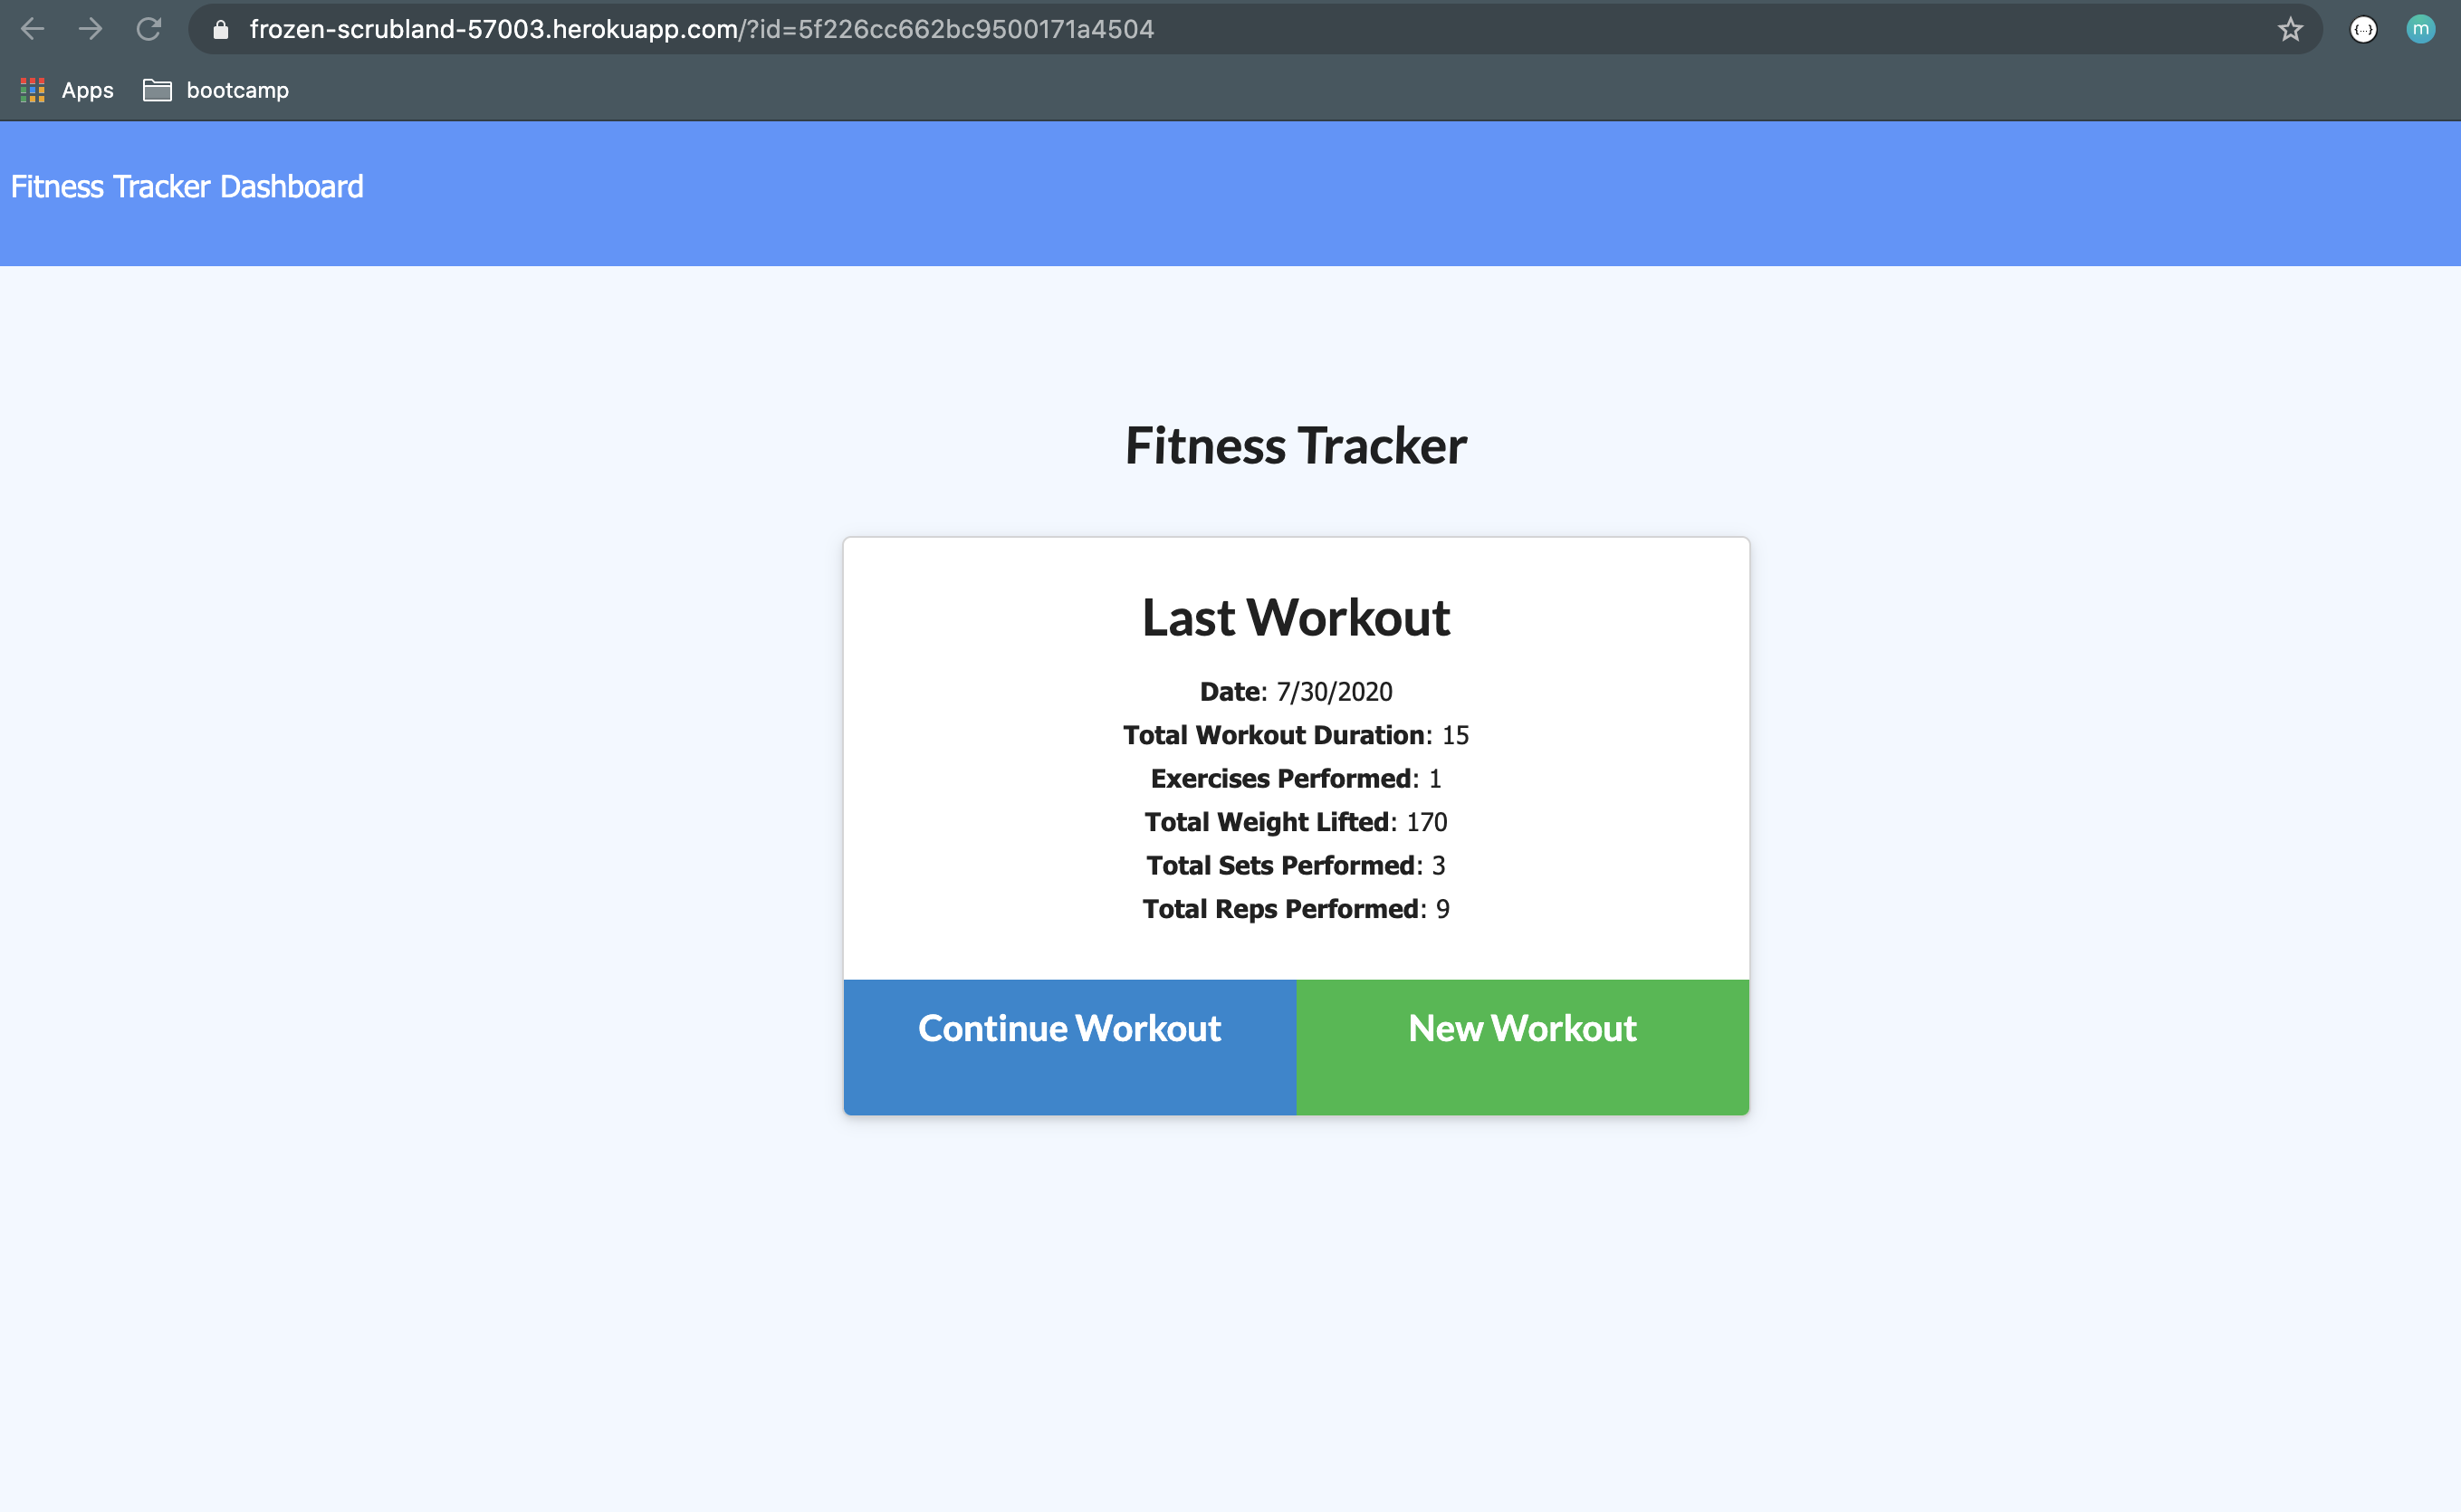 frozen-scrubland-57003.herokuapp.com/?id=5f226cc662bc9500171a4504
{...}
m
Apps
bootcamp
Fitness Tracker Dashboard
Fitness Tracker
Last Workout
Date: 7/30/2020
Total Workout Duration: 15
Exercises Performed: 1
Total Weight Lifted: 170
Total Sets Performed: 3
Total Reps Performed: 9
Continue Workout
New Workout